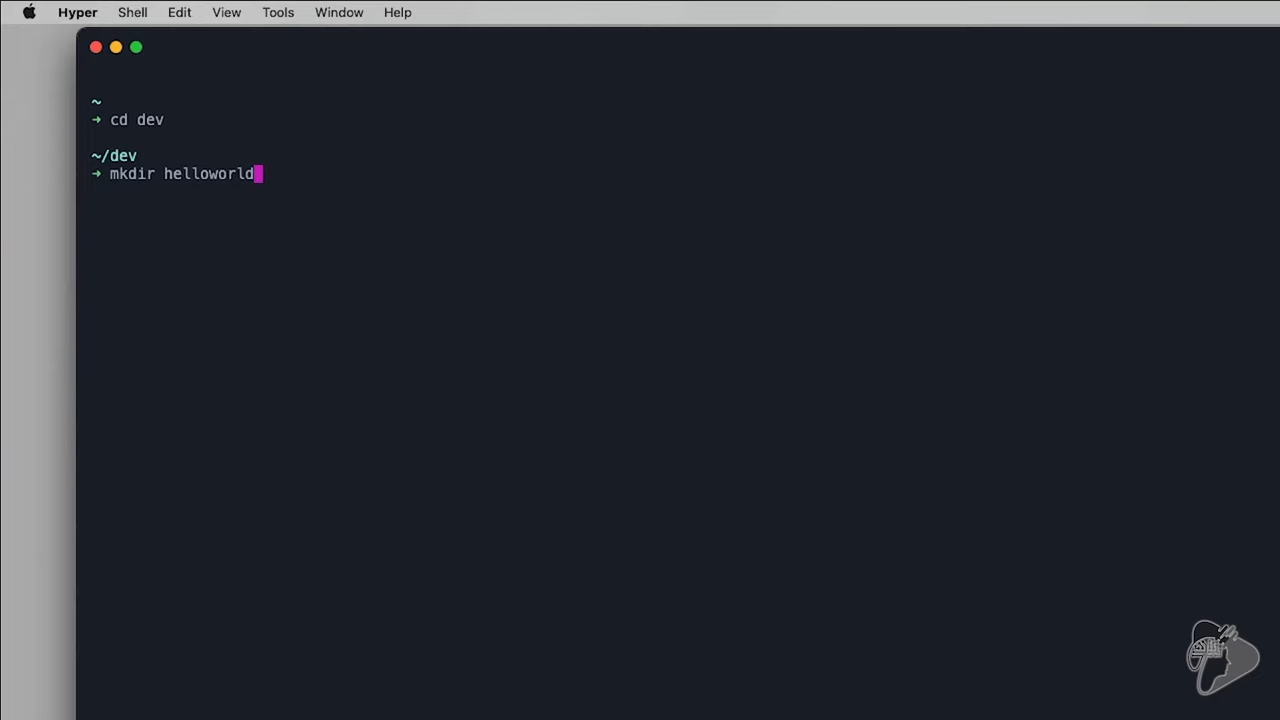 Hyper Shell Edit View Tools Window Help
~
➜ cd dev
~/dev
➜ mkdir helloworld